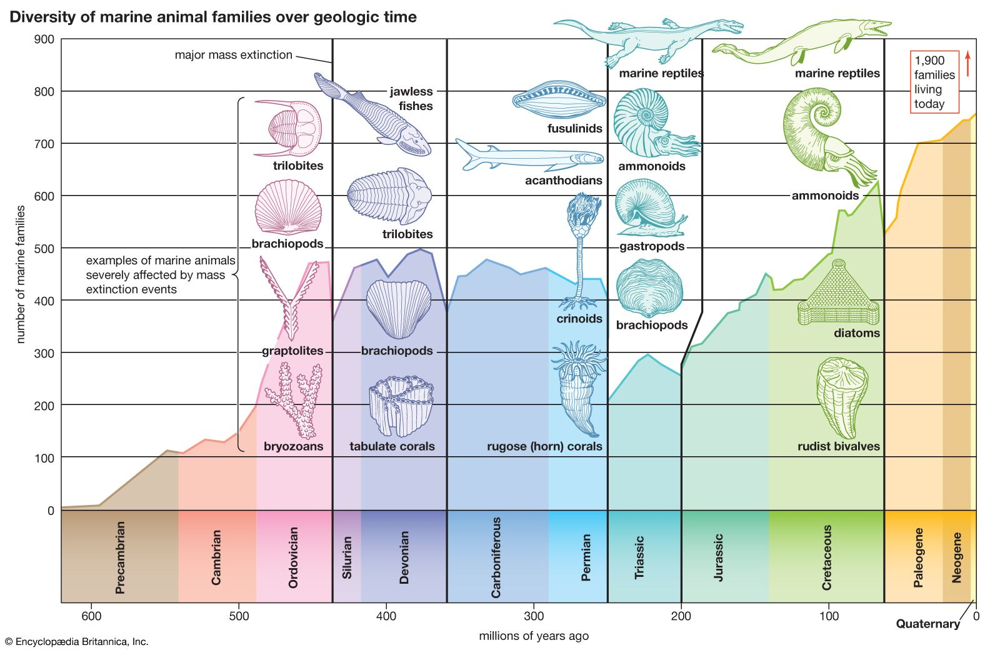 Diversity of marine animal families over geologic time
number of marine families
900
800
700
600
500
400
300
200
100
0
major mass extinction
examples of marine animals
severely affected by mass
extinction events
trilobites
brachiopods
graptolites
bryozoans
jawless
fishes
trilobites
brachiopods
tabulate corals
fusulinids
acanthodians
crinoids
rugose (horn) corals
marine reptiles
ammonoids
gastropods
brachiopods
marine reptiles
ammonoids
diatoms
rudist bivalves
1,900
families
living
today
Precambrian
Cambrian
Ordovician
Silurian
Devonian
Carboniferous
Permian
Triassic
Jurassic
Cretaceous
Paleogene
Neogene
Quaternary
600
500
400
300
200
100
0
millions of years ago
© Encyclopædia Britannica, Inc.